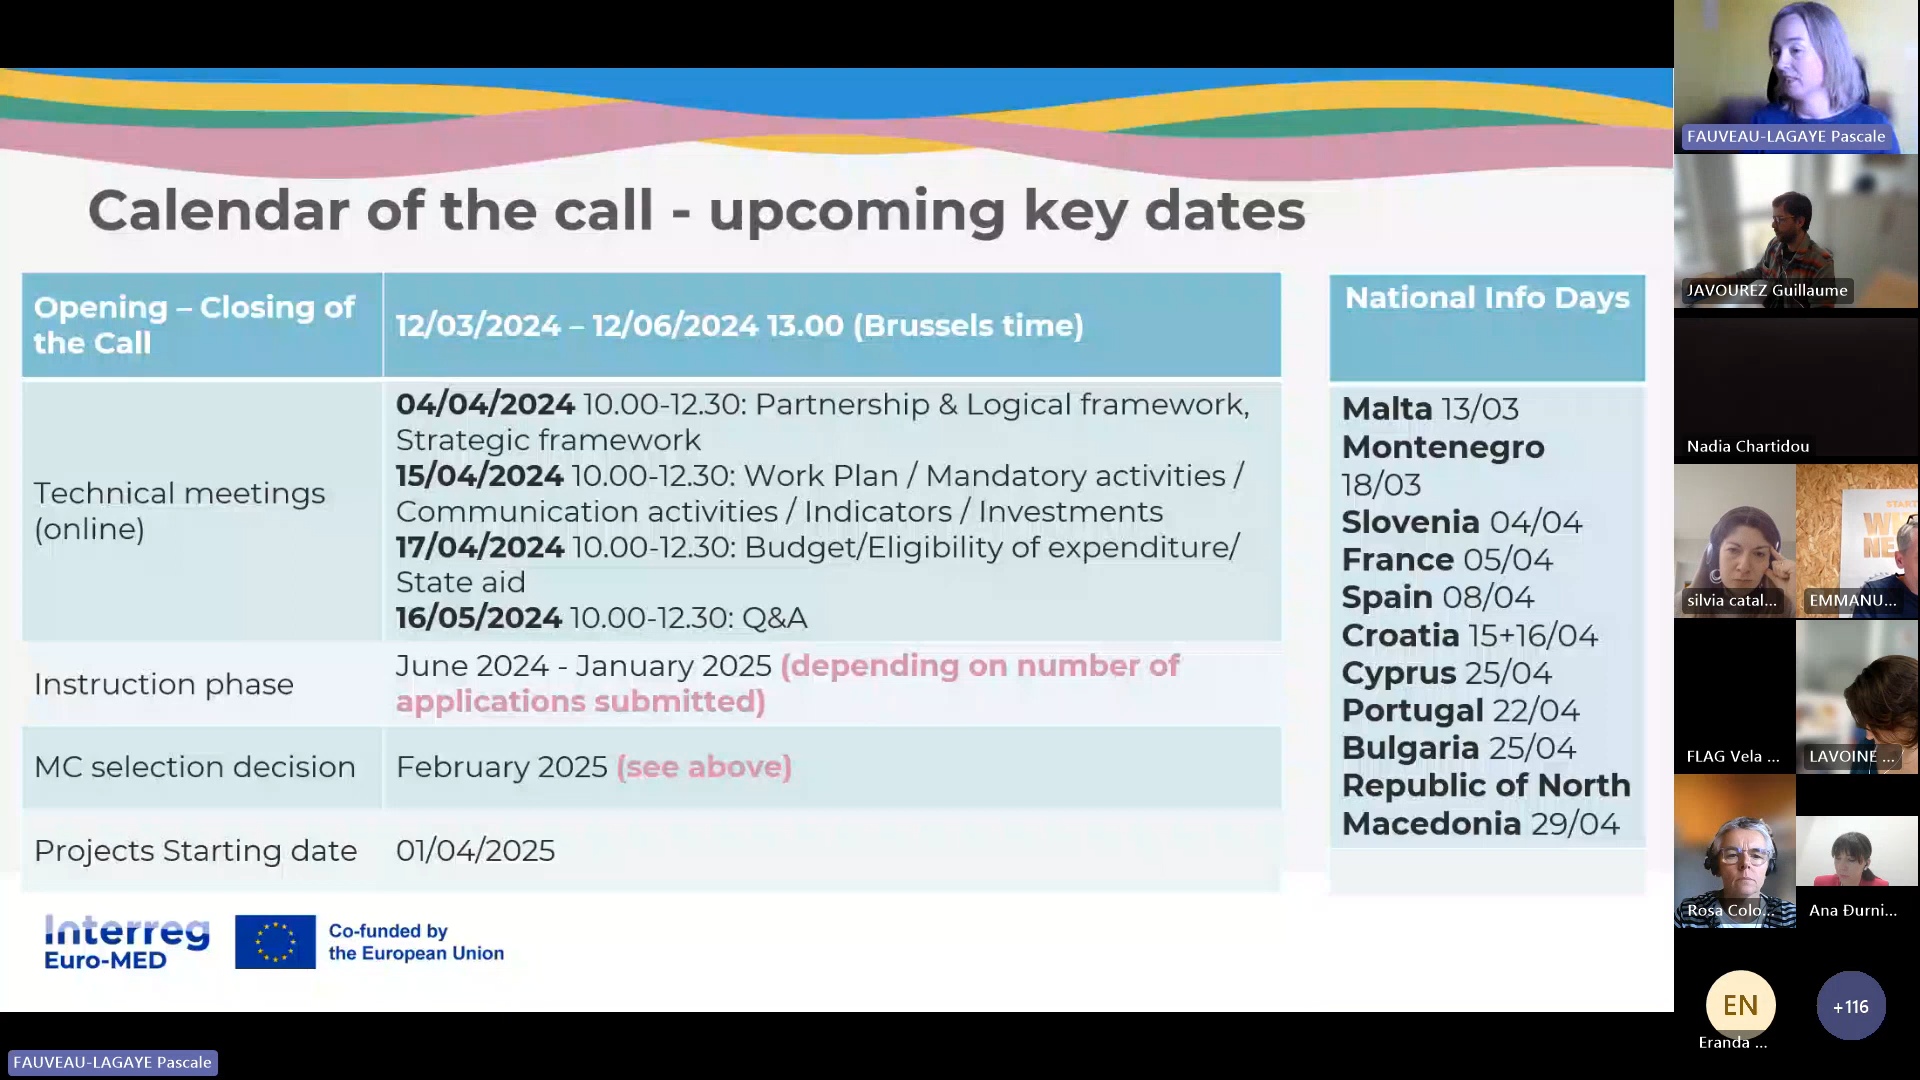 Calendar of the call - upcoming key dates
Opening – Closing of
the Call
12/03/2024 – 12/06/2024 13.00 (Brussels time)
Technical meetings
(online)
04/04/2024 10.00-12.30: Partnership & Logical framework,
Strategic framework
15/04/2024 10.00-12.30: Work Plan / Mandatory activities /
Communication activities / Indicators / Investments
17/04/2024 10.00-12.30: Budget/Eligibility of expenditure/
State aid
16/05/2024 10.00-12.30: Q&A
Instruction phase
June 2024 - January 2025 (depending on number of
applications submitted)
MC selection decision
February 2025 (see above)
Projects Starting date
01/04/2025
National Info Days
Malta 13/03
Montenegro
18/03
Slovenia 04/04
France 05/04
Spain 08/04
Croatia 15+16/04
Cyprus 25/04
Portugal 22/04
Bulgaria 25/04
Republic of North
Macedonia 29/04
Interreg
Euro-MED
Co-funded by
the European Union
FAUVEAU-LAGAYE Pascale
FAUVEAU-LAGAYE Pascale
JAVOUREZ Guillaume
Nadia Chartidou
silvia catal...
EMMANU...
FLAG Vela ...
LAVOINE ...
Rosa Colo...
Ana Đurni...
EN
Eranda ...
+116